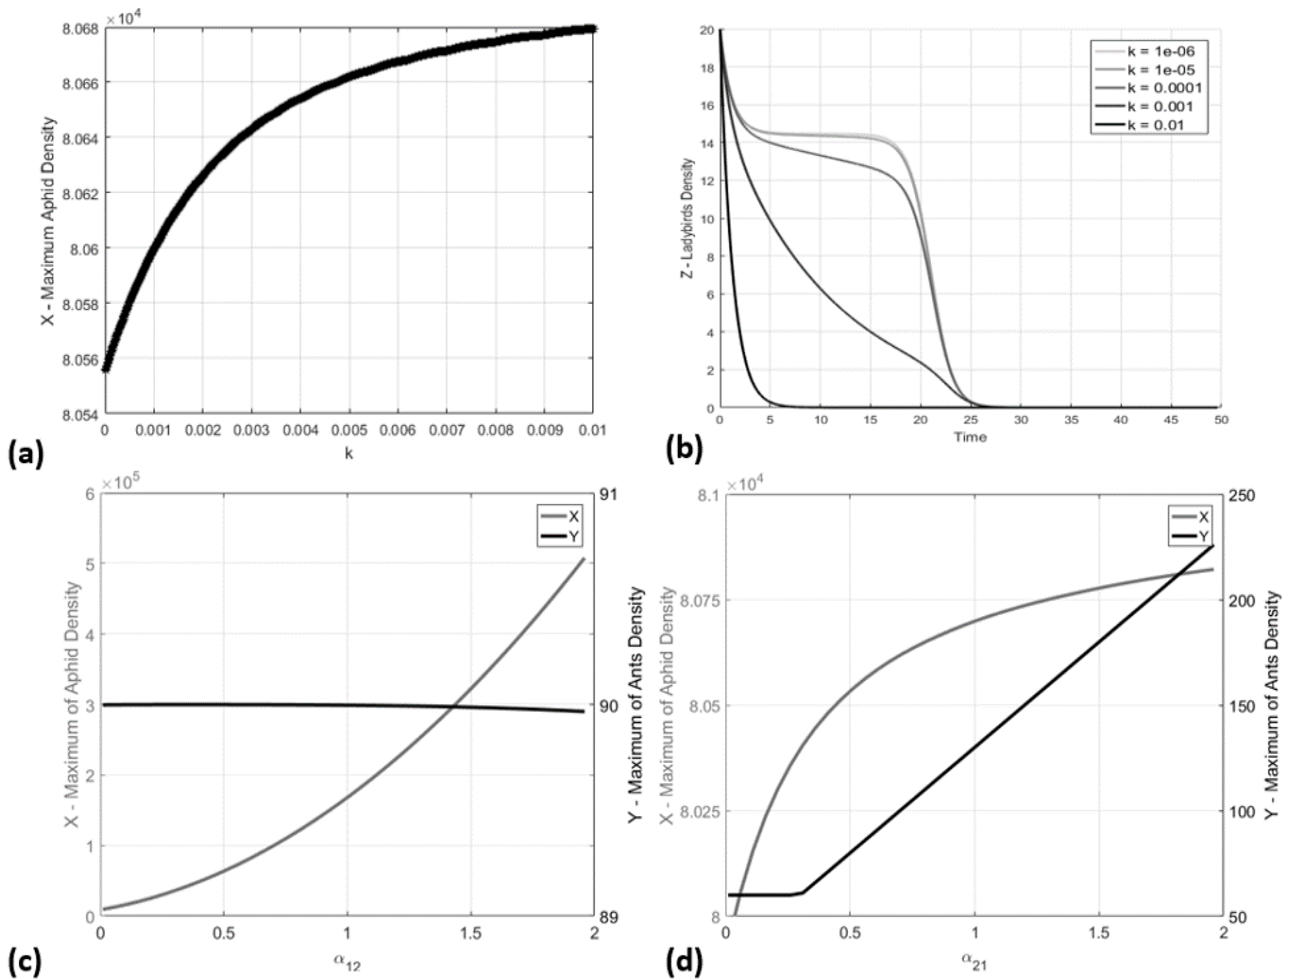 ×10⁴
8.068
8.066
8.064
8.062
8.06
8.058
8.056
8.054
X - Maximum Aphid Density
0 0.001 0.002 0.003 0.004 0.005 0.006 0.007 0.008 0.009 0.01
k
(a)
20
18
16
14
12
10
8
6
4
2
0
Z - Ladybirds Density
k = 1e-06
k = 1e-05
k = 0.0001
k = 0.001
k = 0.01
0 5 10 15 20 25 30 35 40 45 50
Time
(b)
×10⁵
6
5
4
3
2
1
0
X - Maximum of Aphid Density
X
Y
91
90
89
Y - Maximum of Ants Density
0 0.5 1 1.5 2
α₁₂
(c)
×10⁴
8.1
8.075
8.05
8.025
8
X - Maximum of Aphid Density
X
Y
250
200
150
100
50
Y - Maximum of Ants Density
0 0.5 1 1.5 2
α₂₁
(d)